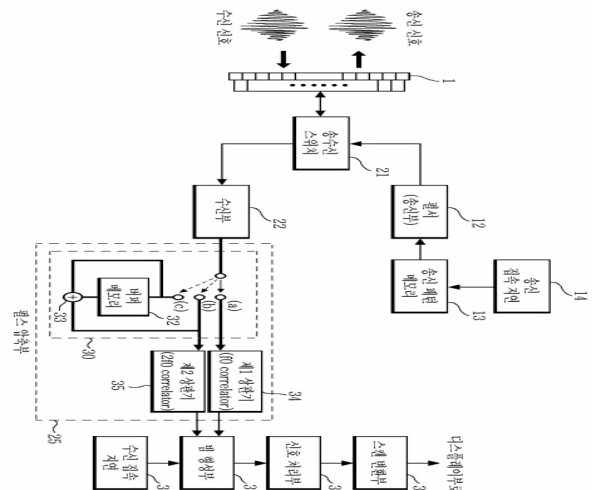 14
송신
집속 지연
디스플레이부로
12
펄서
(송신부)
13
송신 패턴
메모리
스캔 변환부
송신 신호
1
21
송수신
스위치
34
제1 상관기
(f0 correlator)
신호 처리부
수신 신호
22
수신부
(a)
(b)
(c)
35
제2 상관기
(2f0 correlator)
빔 형성부
32
버퍼
메모리
33
30
수신 집속
지연
25
펄스 압축부